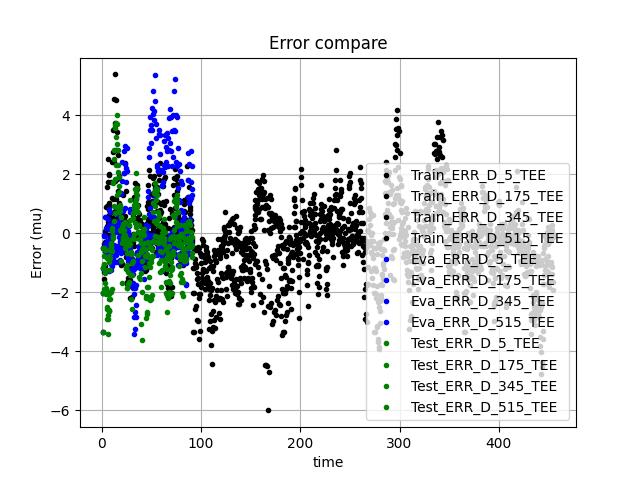 Error compare
Error (mu)
4
2
0
−2
−4
−6
Train_ERR_D_5_TEE
Train_ERR_D_175_TEE
Train_ERR_D_345_TEE
Train_ERR_D_515_TEE
Eva_ERR_D_5_TEE
Eva_ERR_D_175_TEE
Eva_ERR_D_345_TEE
Eva_ERR_D_515_TEE
Test_ERR_D_5_TEE
Test_ERR_D_175_TEE
Test_ERR_D_345_TEE
Test_ERR_D_515_TEE
0 100 200 300 400
time